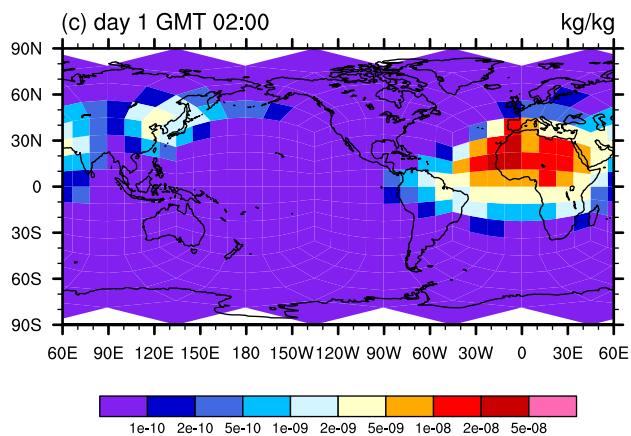 (c) day 1 GMT 02:00 kg/kg
90N
60N
30N
0
30S
60S
90S
60E 90E 120E 150E 180 150W 120W 90W 60W 30W 0 30E 60E
1e-10 2e-10 5e-10 1e-09 2e-09 5e-09 1e-08 2e-08 5e-08